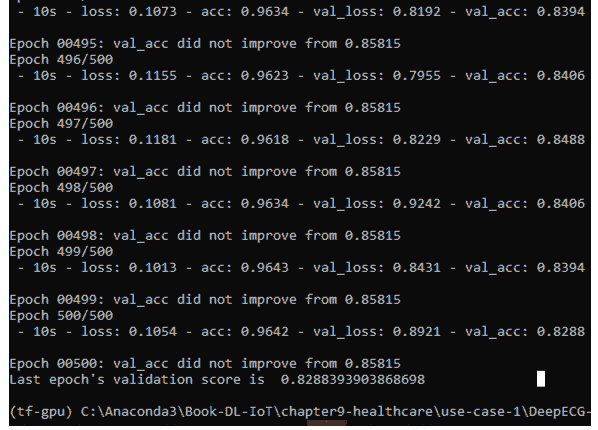 - 10s - loss: 0.1073 - acc: 0.9634 - val_loss: 0.8192 - val_acc: 0.8394
Epoch 00495: val_acc did not improve from 0.85815
Epoch 496/500
- 10s - loss: 0.1155 - acc: 0.9623 - val_loss: 0.7955 - val_acc: 0.8406
Epoch 00496: val_acc did not improve from 0.85815
Epoch 497/500
- 10s - loss: 0.1181 - acc: 0.9618 - val_loss: 0.8229 - val_acc: 0.8488
Epoch 00497: val_acc did not improve from 0.85815
Epoch 498/500
- 10s - loss: 0.1081 - acc: 0.9634 - val_loss: 0.9242 - val_acc: 0.8406
Epoch 00498: val_acc did not improve from 0.85815
Epoch 499/500
- 10s - loss: 0.1013 - acc: 0.9643 - val_loss: 0.8431 - val_acc: 0.8394
Epoch 00499: val_acc did not improve from 0.85815
Epoch 500/500
- 10s - loss: 0.1054 - acc: 0.9642 - val_loss: 0.8921 - val_acc: 0.8288
Epoch 00500: val_acc did not improve from 0.85815
Last epoch's validation score is  0.8288393903868698
(tf-gpu) C:\Anaconda3\Book-DL-IoT\chapter9-healthcare\use-case-1\DeepECG-